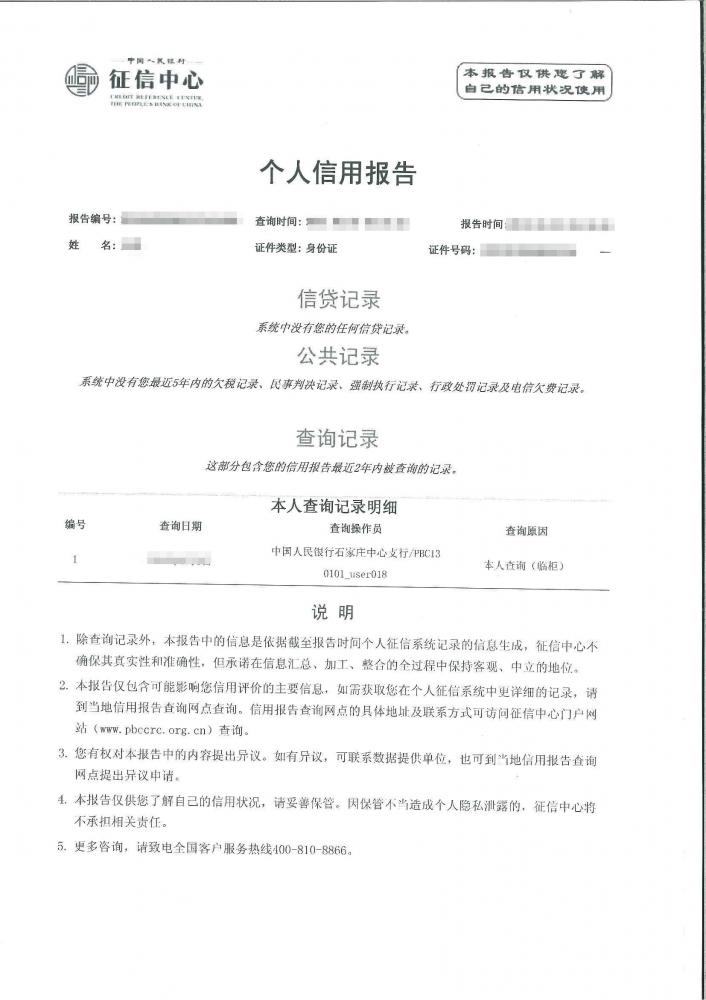 中国人民银行
征信中心
CREDIT REFERENCE CENTER,
THE PEOPLE'S BANK OF CHINA
本报告仅供您了解
自己的信用状况使用
个人信用报告
报告编号： 查询时间： 报告时间
姓 名： 证件类型：身份证 证件号码：
信贷记录
系统中没有您的任何信贷记录。
公共记录
系统中没有您最近5年内的欠税记录、民事判决记录、强制执行记录、行政处罚记录及电信欠费记录。
查询记录
这部分包含您的信用报告最近2年内被查询的记录。
本人查询记录明细
编号 查询日期 查询操作员 查询原因
1 中国人民银行石家庄中心支行/PBC13 本人查询（临柜）
0101_user018
说 明
1. 除查询记录外，本报告中的信息是依据截至报告时间个人征信系统记录的信息生成，征信中心不
确保其真实性和准确性，但承诺在信息汇总、加工、整合的全过程中保持客观、中立的地位。
2. 本报告仅包含可能影响您信用评价的主要信息，如需获取您在个人征信系统中更详细的记录，请
到当地信用报告查询网点查询。信用报告查询网点的具体地址及联系方式可访问征信中心门户网
站（www.pbccrc.org.cn）查询。
3. 您有权对本报告中的内容提出异议。如有异议，可联系数据提供单位，也可到当地信用报告查询
网点提出异议申请。
4. 本报告仅供您了解自己的信用状况，请妥善保管。因保管不当造成个人隐私泄露的，征信中心将
不承担相关责任。
5. 更多咨询，请致电全国客户服务热线400-810-8866。